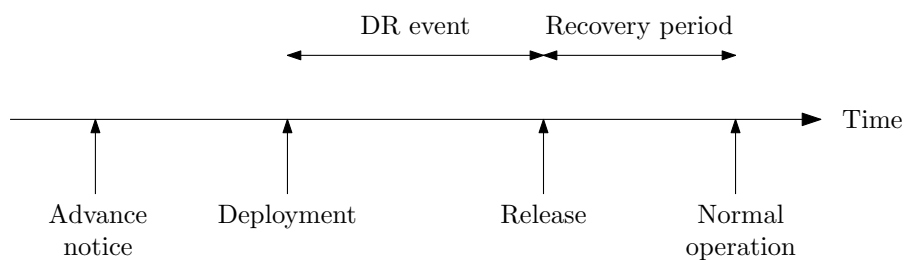 DR event
Recovery period
Time
Advance
notice
Deployment
Release
Normal
operation